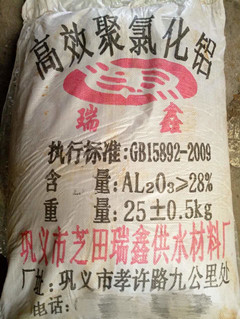 高效聚氯化铝
瑞 鑫
执行标准:GB15892-2009
含 量:AL₂O₃≥28%
重 量:25±0.5kg
巩义市芝田瑞鑫供水材料厂
厂址:巩义市孝许路九公里处
电话: